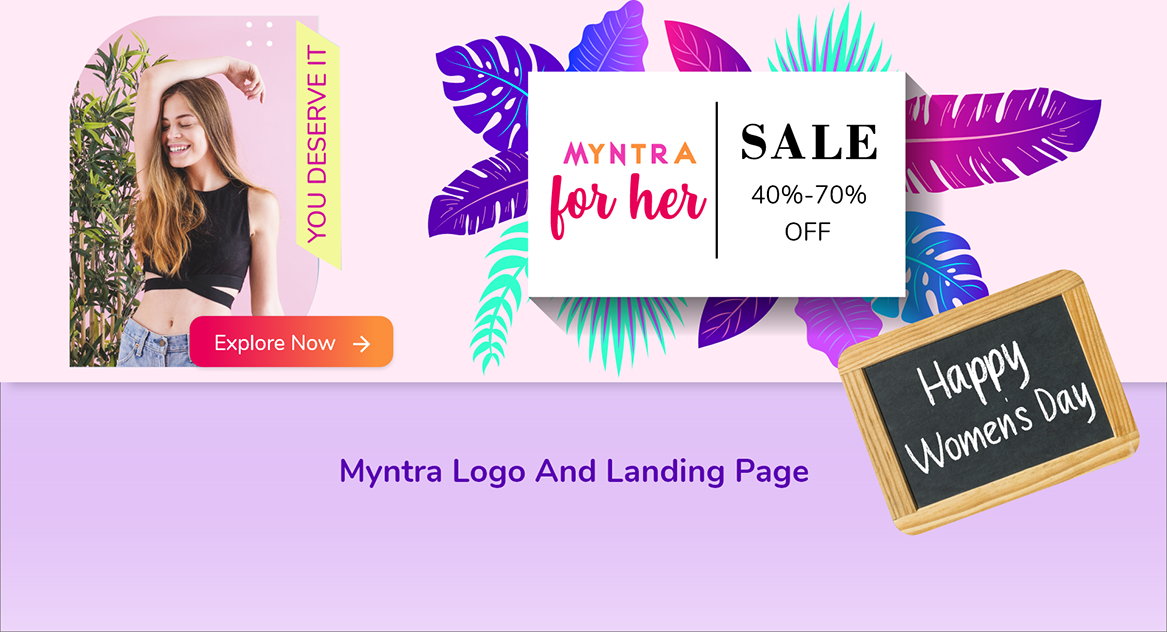 YOU DESERVE IT
Explore Now
MYNTRA
for her
SALE
40%-70%
OFF
Happy
Women's Day
Myntra Logo And Landing Page